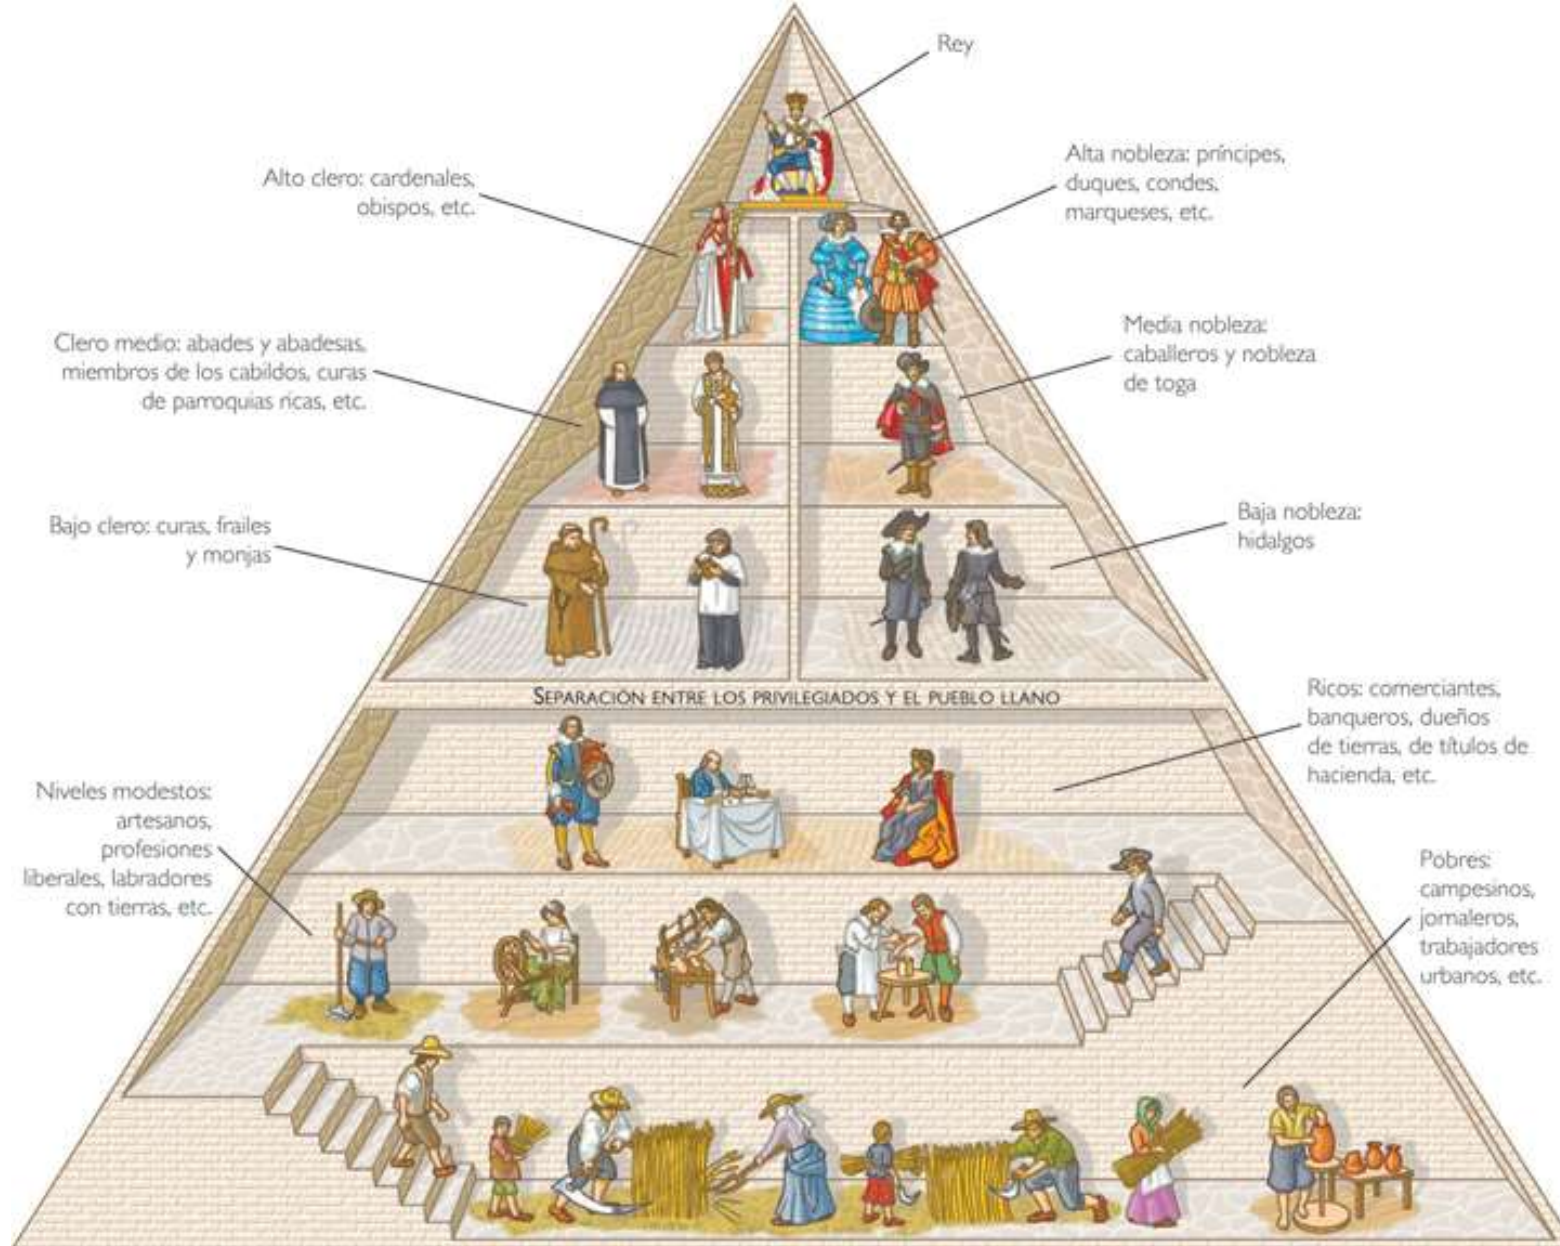 Rey
Alto clero: cardenales,
obispos, etc.
Alta nobleza: príncipes,
duques, condes,
marqueses, etc.
Clero medio: abades y abadesas,
miembros de los cabildos, curas
de parroquias ricas, etc.
Media nobleza:
caballeros y nobleza
de toga
Bajo clero: curas, frailes
y monjas
Baja nobleza:
hidalgos
SEPARACIÓN ENTRE LOS PRIVILEGIADOS Y EL PUEBLO LLANO
Ricos: comerciantes,
banqueros, dueños
de tierras, de títulos de
hacienda, etc.
Niveles modestos:
artesanos,
profesiones
liberales, labradores
con tierras, etc.
Pobres:
campesinos,
jornaleros,
trabajadores
urbanos, etc.